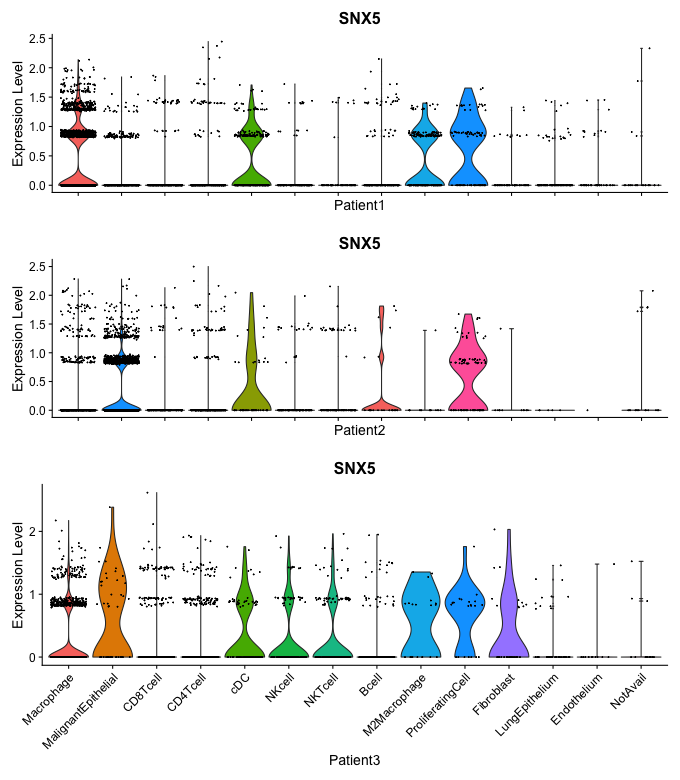 SNX5
Expression Level
2.5
2.0
1.5
1.0
0.5
0.0
Patient1
SNX5
Expression Level
2.5
2.0
1.5
1.0
0.5
0.0
Patient2
SNX5
Expression Level
2
1
0
Macrophage
MalignantEpithelial
CD8Tcell
CD4Tcell
cDC
NKcell
NKTcell
Bcell
M2Macrophage
ProliferatingCell
Fibroblast
LungEpithelium
Endothelium
NotAvail
Patient3